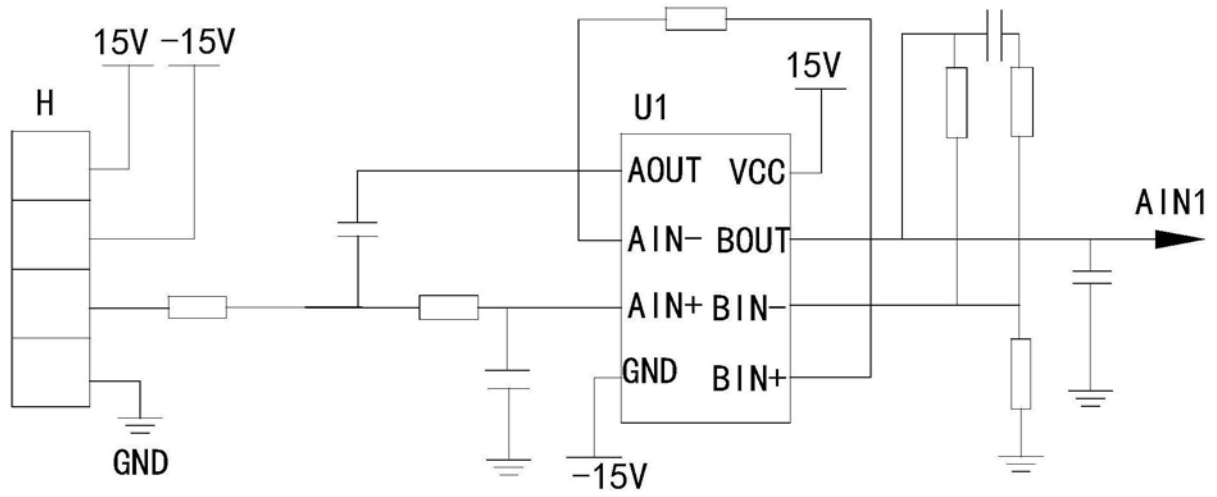 15V -15V
H
15V
U1
AOUT VCC
AIN- BOUT
AIN1
AIN+ BIN-
GND BIN+
GND
-15V